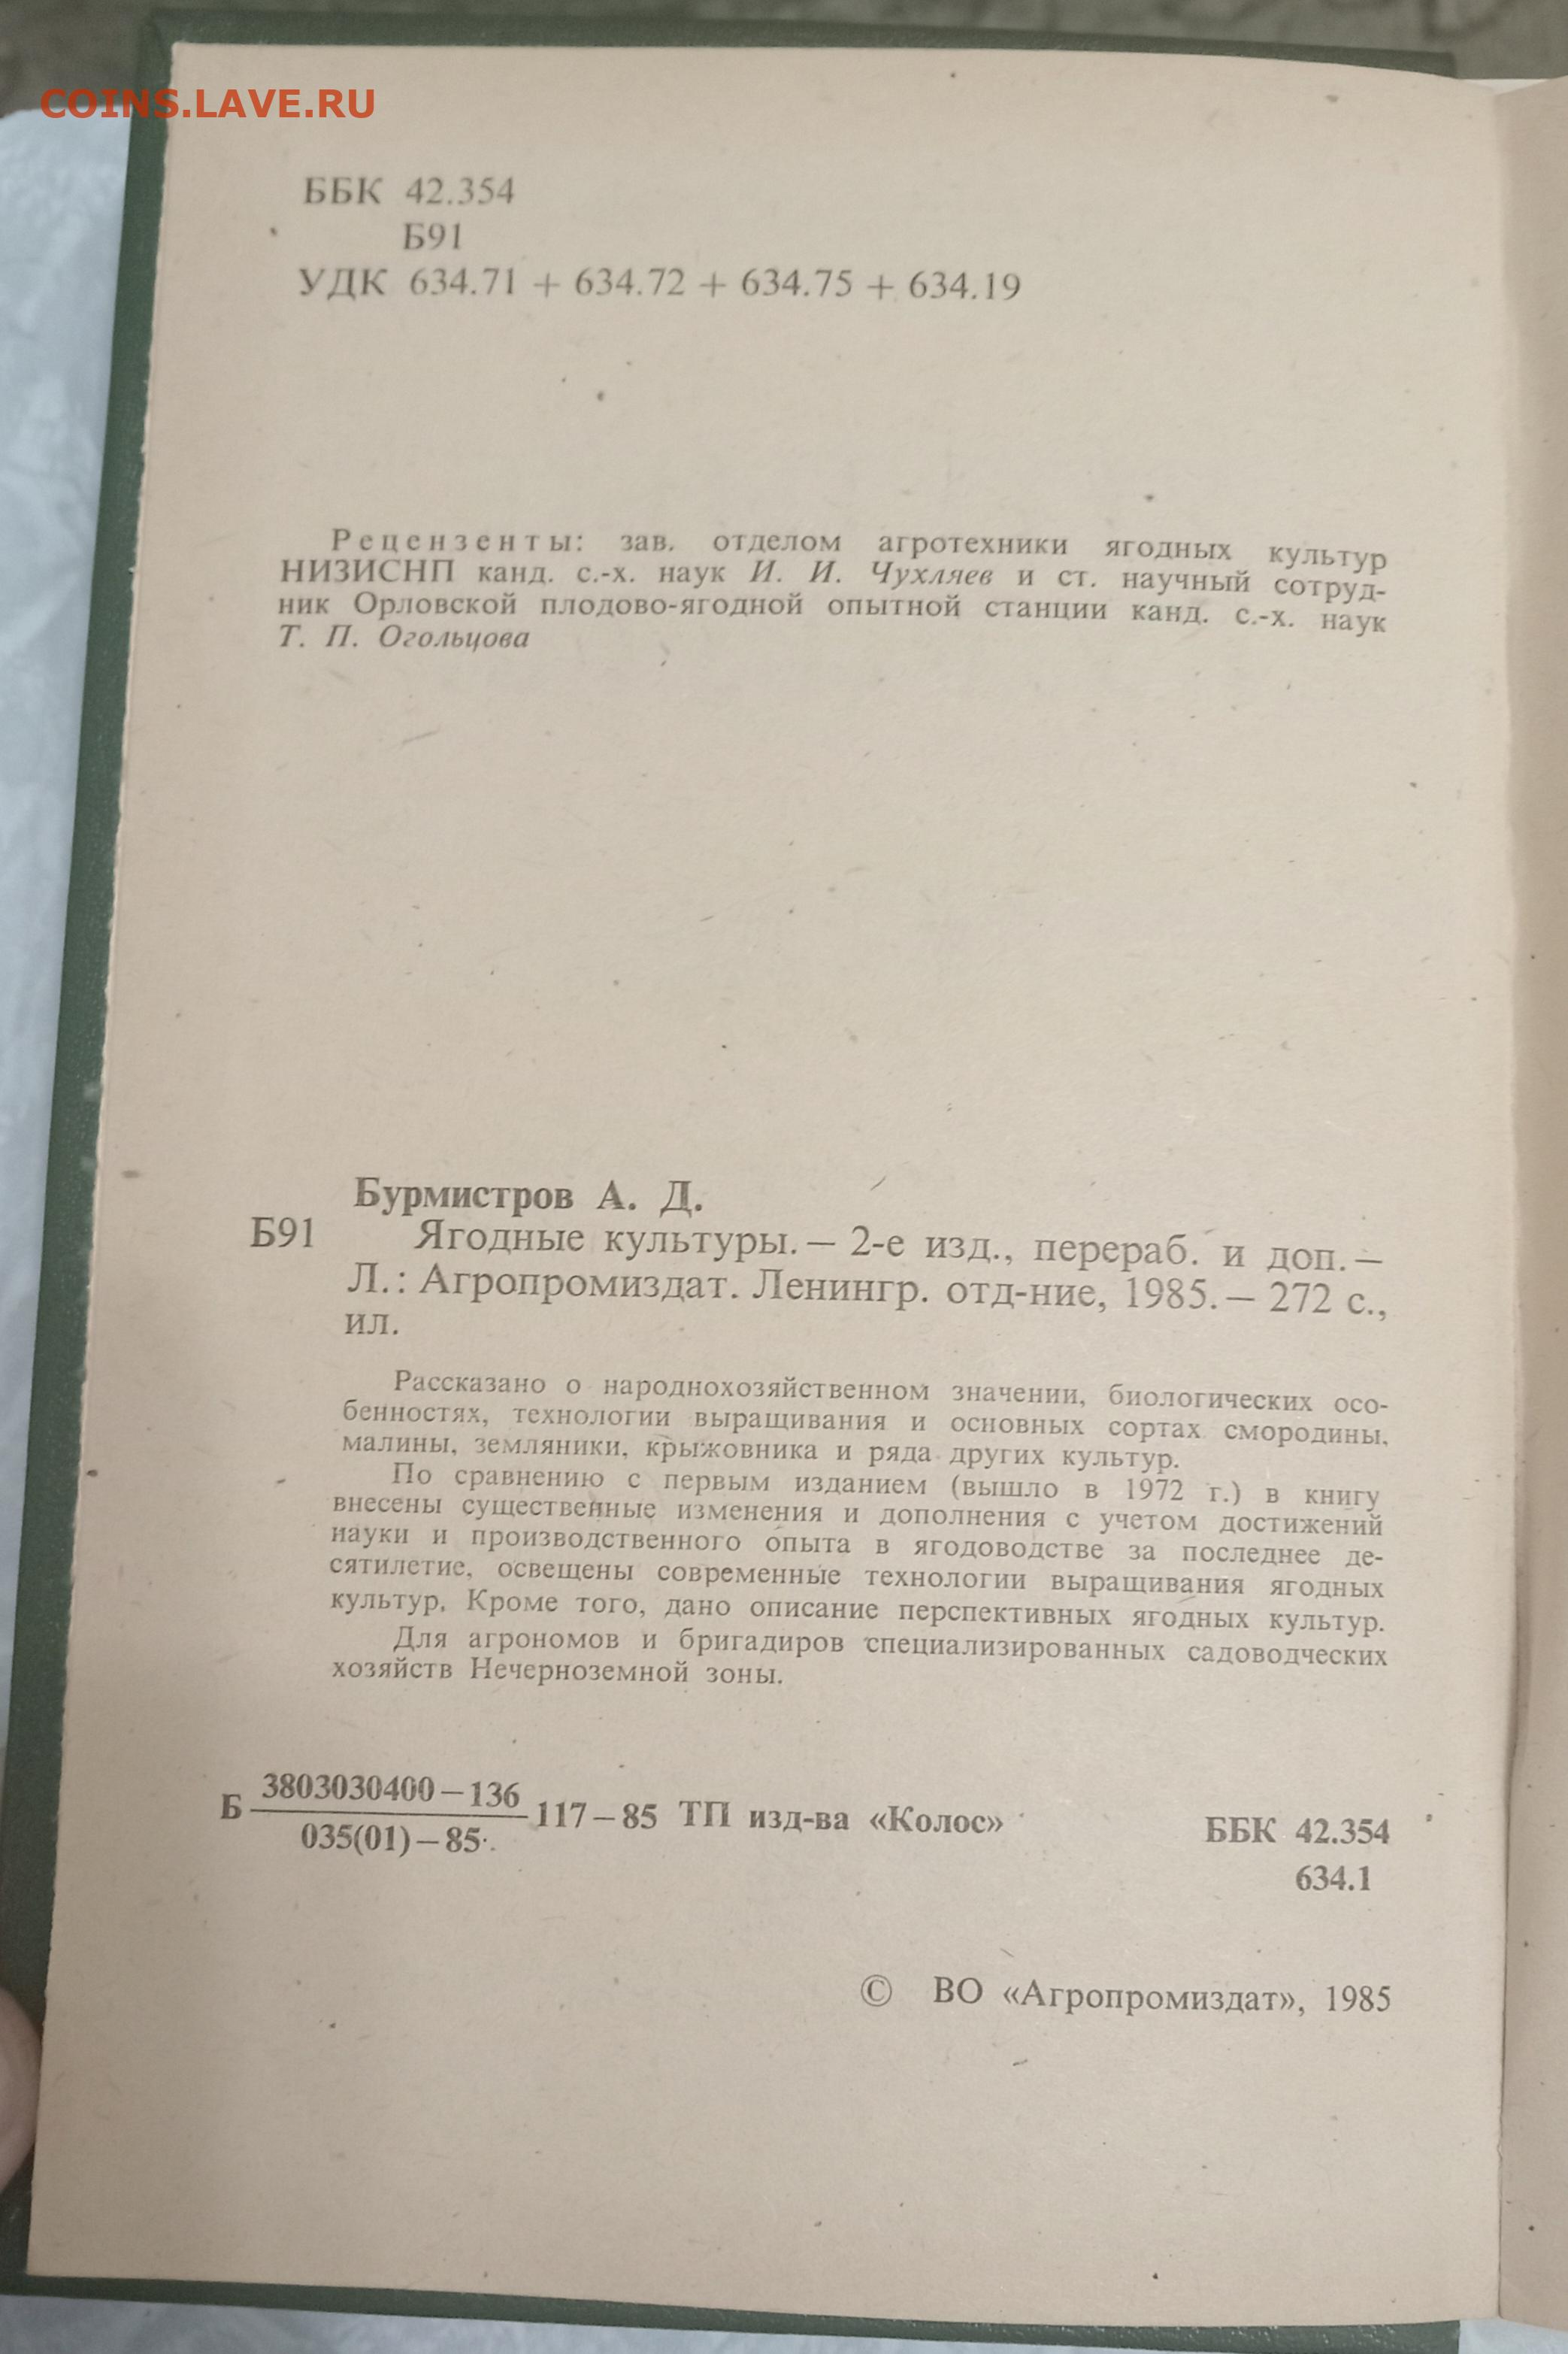 COINS.LAVE.RU
ББК 42.354
Б91
УДК 634.71 + 634.72 + 634.75 + 634.19
Рецензенты: зав. отделом агротехники ягодных культур
НИЗИСНП канд. с.-х. наук И. И. Чухляев и ст. научный сотруд-
ник Орловской плодово-ягодной опытной станции канд. с.-х. наук
Т. П. Огольцова
Бурмистров А. Д.
Б91 Ягодные культуры.— 2-е изд., перераб. и доп.—
Л.: Агропромиздат. Ленингр. отд-ние, 1985.— 272 с.,
ил.
Рассказано о народнохозяйственном значении, биологических осо-
бенностях, технологии выращивания и основных сортах смородины,
малины, земляники, крыжовника и ряда других культур.
По сравнению с первым изданием (вышло в 1972 г.) в книгу
внесены существенные изменения и дополнения с учетом достижений
науки и производственного опыта в ягодоводстве за последнее де-
сятилетие, освещены современные технологии выращивания ягодных
культур. Кроме того, дано описание перспективных ягодных культур.
Для агрономов и бригадиров специализированных садоводческих
хозяйств Нечерноземной зоны.
3803030400—136
Б 117—85 ТП изд-ва «Колос»
035(01)—85
ББК 42.354
634.1
© ВО «Агропромиздат», 1985